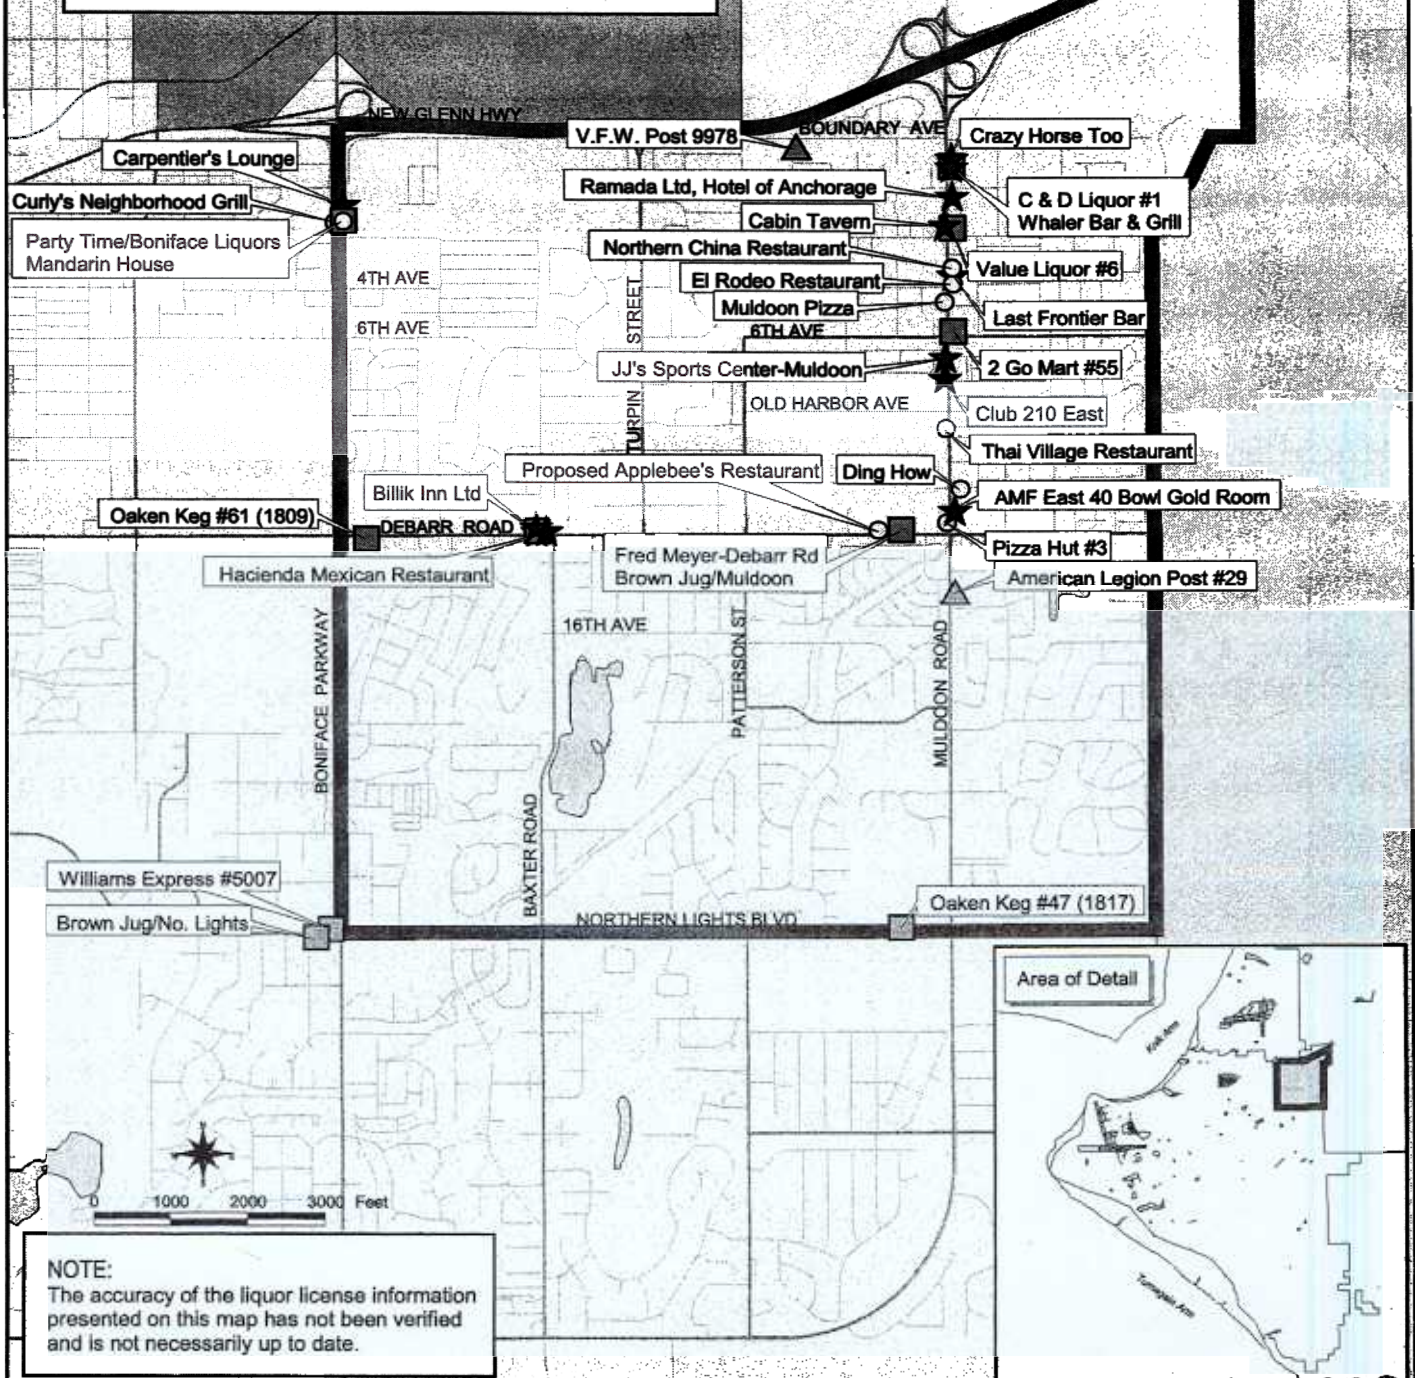 NEW GLENN HWY
V.F.W. Post 9978
BOUNDARY AVE
Crazy Horse Too
Carpentier's Lounge
Ramada Ltd, Hotel of Anchorage
C & D Liquor #1
Whaler Bar & Grill
Curly's Neighborhood Grill
Cabin Tavern
Party Time/Boniface Liquors
Mandarin House
Northern China Restaurant
Value Liquor #6
4TH AVE
El Rodeo Restaurant
Muldoon Pizza
Last Frontier Bar
6TH AVE
6TH AVE
TURPIN STREET
JJ's Sports Center-Muldoon
2 Go Mart #55
OLD HARBOR AVE
Club 210 East
Thai Village Restaurant
Proposed Applebee's Restaurant
Ding How
Billik Inn Ltd
AMF East 40 Bowl Gold Room
Oaken Keg #61 (1809)
DEBARR ROAD
Pizza Hut #3
Fred Meyer-Debarr Rd
Brown Jug/Muldoon
Hacienda Mexican Restaurant
American Legion Post #29
16TH AVE
BONIFACE PARKWAY
PATTERSON ST
MULDOON ROAD
BAXTER ROAD
Williams Express #5007
Oaken Keg #47 (1817)
Brown Jug/No. Lights
NORTHERN LIGHTS BLVD
Area of Detail
Knik Arm
Turnagain Arm
N
0 1000 2000 3000 Feet
NOTE:
The accuracy of the liquor license information
presented on this map has not been verified
and is not necessarily up to date.